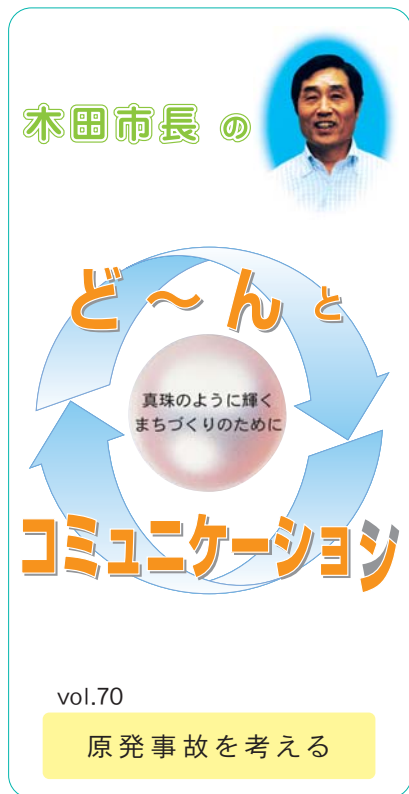 木田市長 の
ど〜んと
真珠のように輝く
まちづくりのために
コミュニケーション
vol.70
原発事故を考える